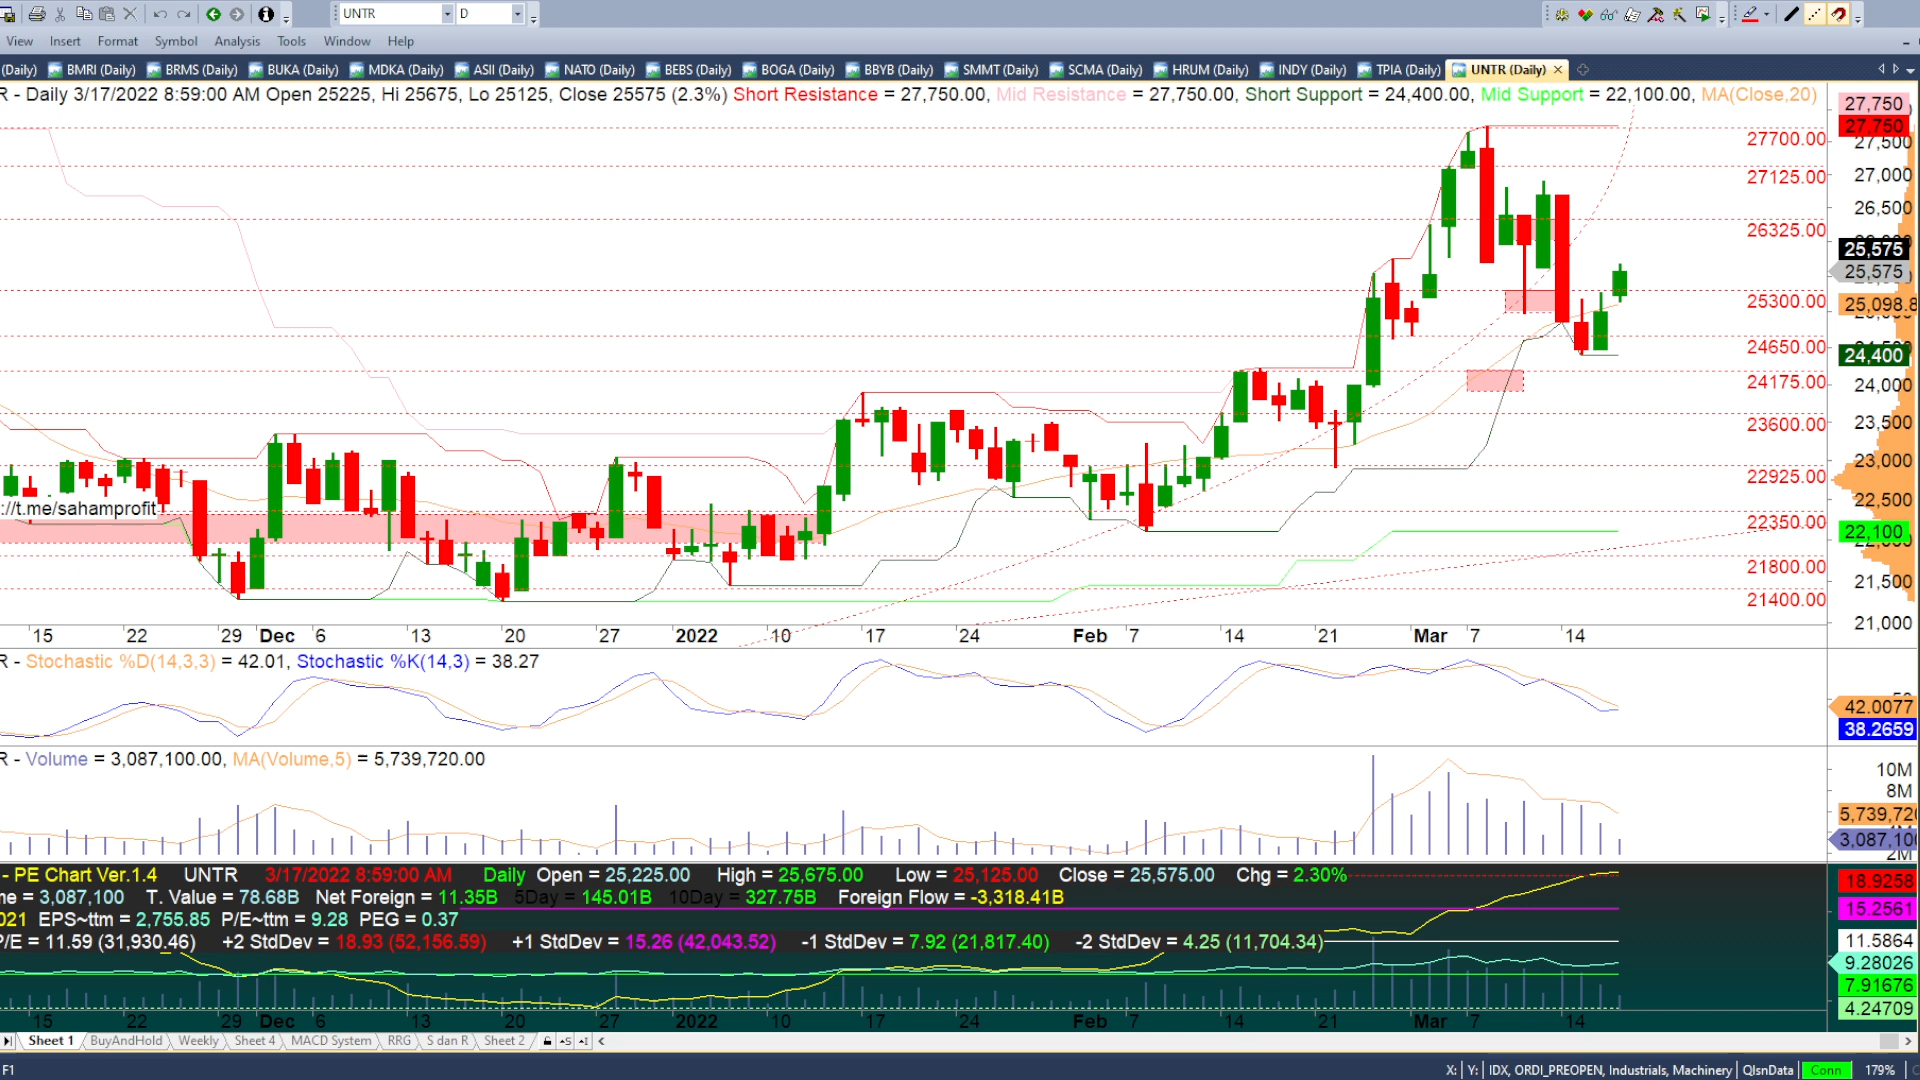 UNTR D
View Insert Format Symbol Analysis Tools Window Help
(Daily) BMRI (Daily) BRMS (Daily) BUKA (Daily) MDKA (Daily) ASII (Daily) NATO (Daily) BEBS (Daily) BOGA (Daily) BBYB (Daily) SMMT (Daily) SCMA (Daily) HRUM (Daily) INDY (Daily) TPIA (Daily) UNTR (Daily)
R - Daily 3/17/2022 8:59:00 AM Open 25225, Hi 25675, Lo 25125, Close 25575 (2.3%) Short Resistance = 27,750.00, Mid Resistance = 27,750.00, Short Support = 24,400.00, Mid Support = 22,100.00, MA(Close,20)
27,750
27,750
27700.00
27,500
27125.00
27,000
26,500
26325.00
25,575
25,575
25300.00
25,098.8
24650.00
24,400
24175.00
24,000
23600.00
23,500
23,000
22925.00
22,500
://t.me/sahamprofit
22350.00
22,100
21800.00
21,500
21400.00
21,000
15 22 29 Dec 6 13 20 27 2022 10 17 24 Feb 7 14 21 Mar 7 14
R - Stochastic %D(14,3,3) = 42.01, Stochastic %K(14,3) = 38.27
42.0077
38.2659
R - Volume = 3,087,100.00, MA(Volume,5) = 5,739,720.00
10M
8M
5,739,720
3,087,100
2M
- PE Chart Ver.1.4 UNTR 3/17/2022 8:59:00 AM Daily Open = 25,225.00 High = 25,675.00 Low = 25,125.00 Close = 25,575.00 Chg = 2.30%
me = 3,087,100 T. Value = 78.68B Net Foreign = 11.35B 5Day = 145.01B 10Day = 327.75B Foreign Flow = -3,318.41B
021 EPS~ttm = 2,755.85 P/E~ttm = 9.28 PEG = 0.37
P/E = 11.59 (31,930.46) +2 StdDev = 18.93 (52,156.59) +1 StdDev = 15.26 (42,043.52) -1 StdDev = 7.92 (21,817.40) -2 StdDev = 4.25 (11,704.34)
18.9258
15.2561
11.5864
9.28026
7.91676
4.24709
15 22 29 Dec 6 13 20 27 2022 10 17 24 Feb 7 14 21 Mar 7 14
Sheet 1 BuyAndHold Weekly Sheet 4 MACD System RRG S dan R Sheet 2
F1 X: Y: IDX, ORDI_PREOPEN, Industrials, Machinery QlsnData Conn 179%